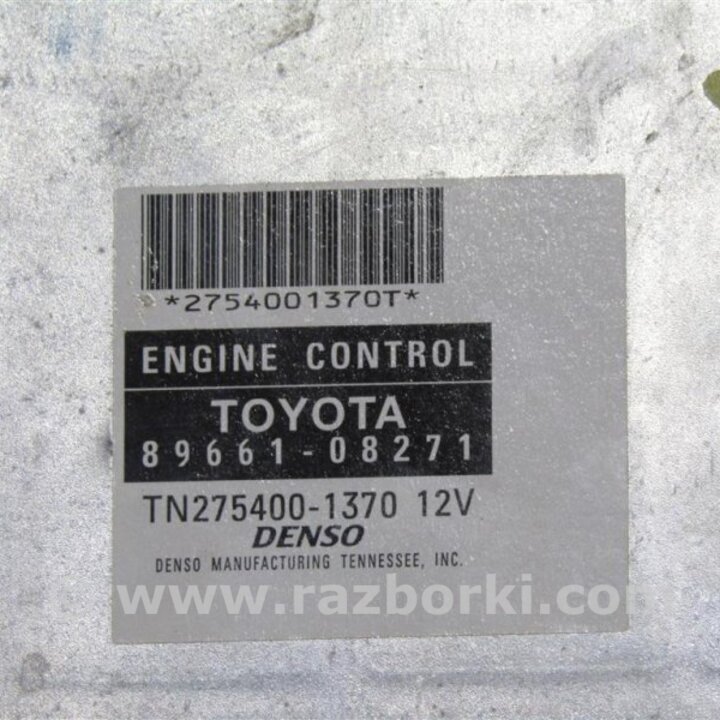 *2754001370T*
ENGINE CONTROL
TOYOTA
89661-08271
TN275400-1370 12V
DENSO
DENSO MANUFACTURING TENNESSEE, INC.
www.razborki.com